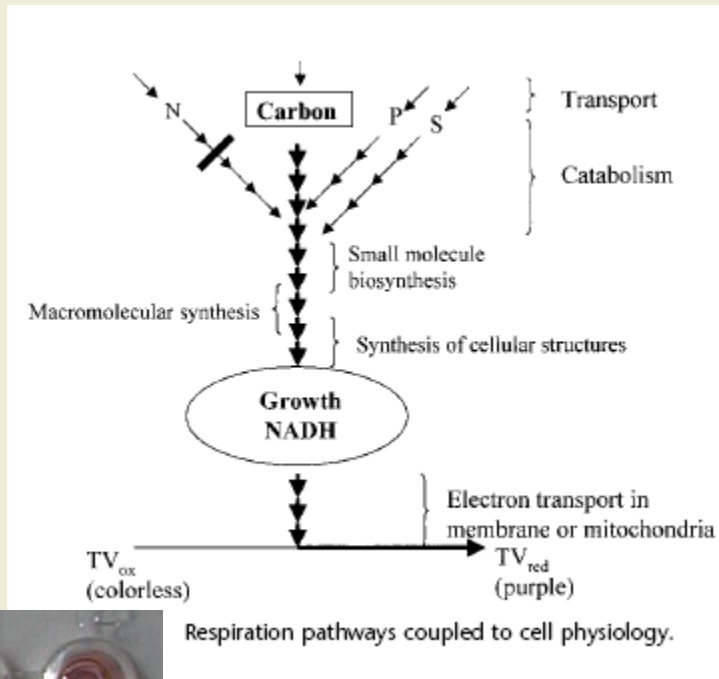 N
Carbon
P
S
Transport
Catabolism
Small molecule
biosynthesis
Macromolecular synthesis
Synthesis of cellular structures
Growth
NADH
Electron transport in
membrane or mitochondria
TVox
(colorless)
TVred
(purple)
Respiration pathways coupled to cell physiology.